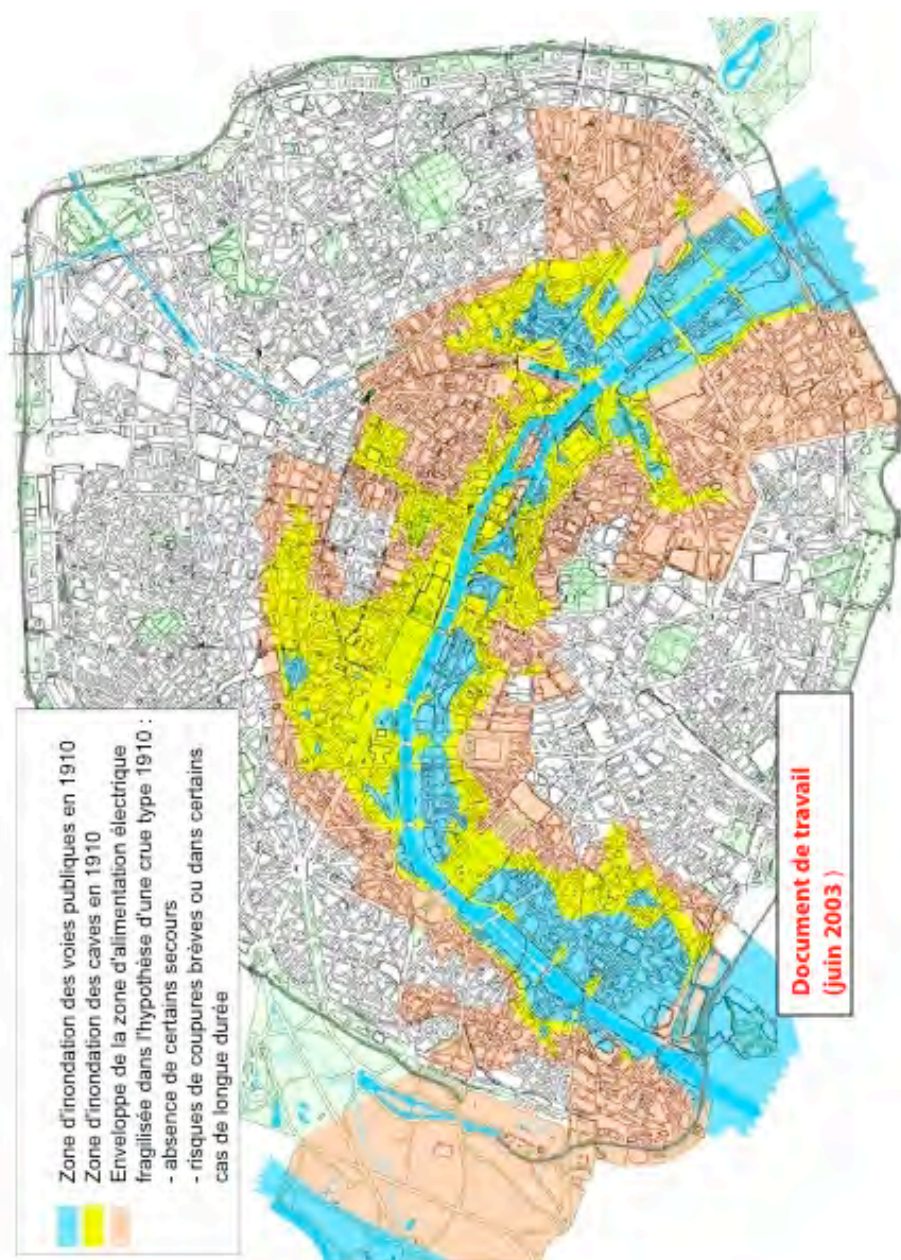 Zone d'inondation des voies publiques en 1910
Zone d'inondation des caves en 1910
Enveloppe de la zone d'alimentation électrique
fragilisée dans l'hypothèse d'une crue type 1910 :
- absence de certains secours
- risques de coupures brèves ou dans certains
cas de longue durée
Document de travail
(juin 2003 )